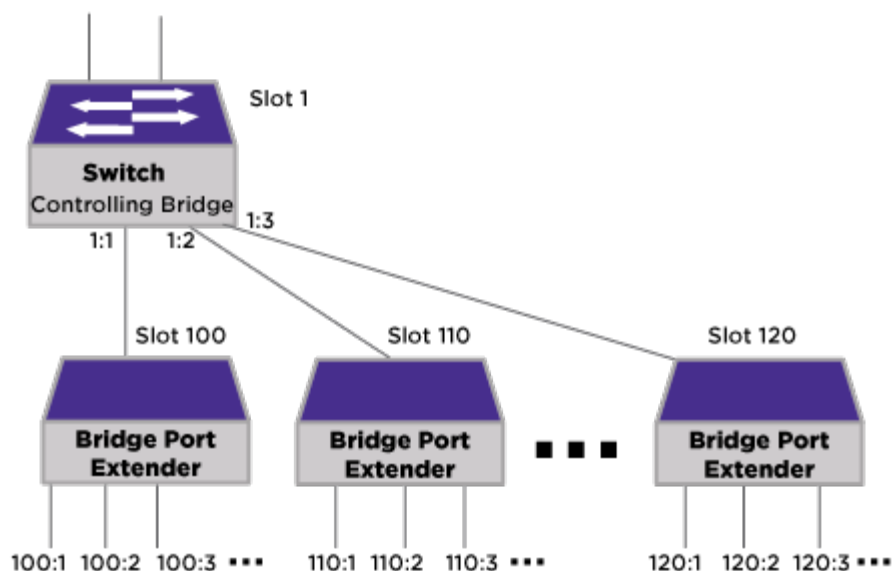 Slot 1
Switch
Controlling Bridge
1:1
1:2
1:3
Slot 100
Slot 110
Slot 120
Bridge Port
Extender
Bridge Port
Extender
Bridge Port
Extender
100:1 100:2 100:3
110:1 110:2 110:3
120:1 120:2 120:3